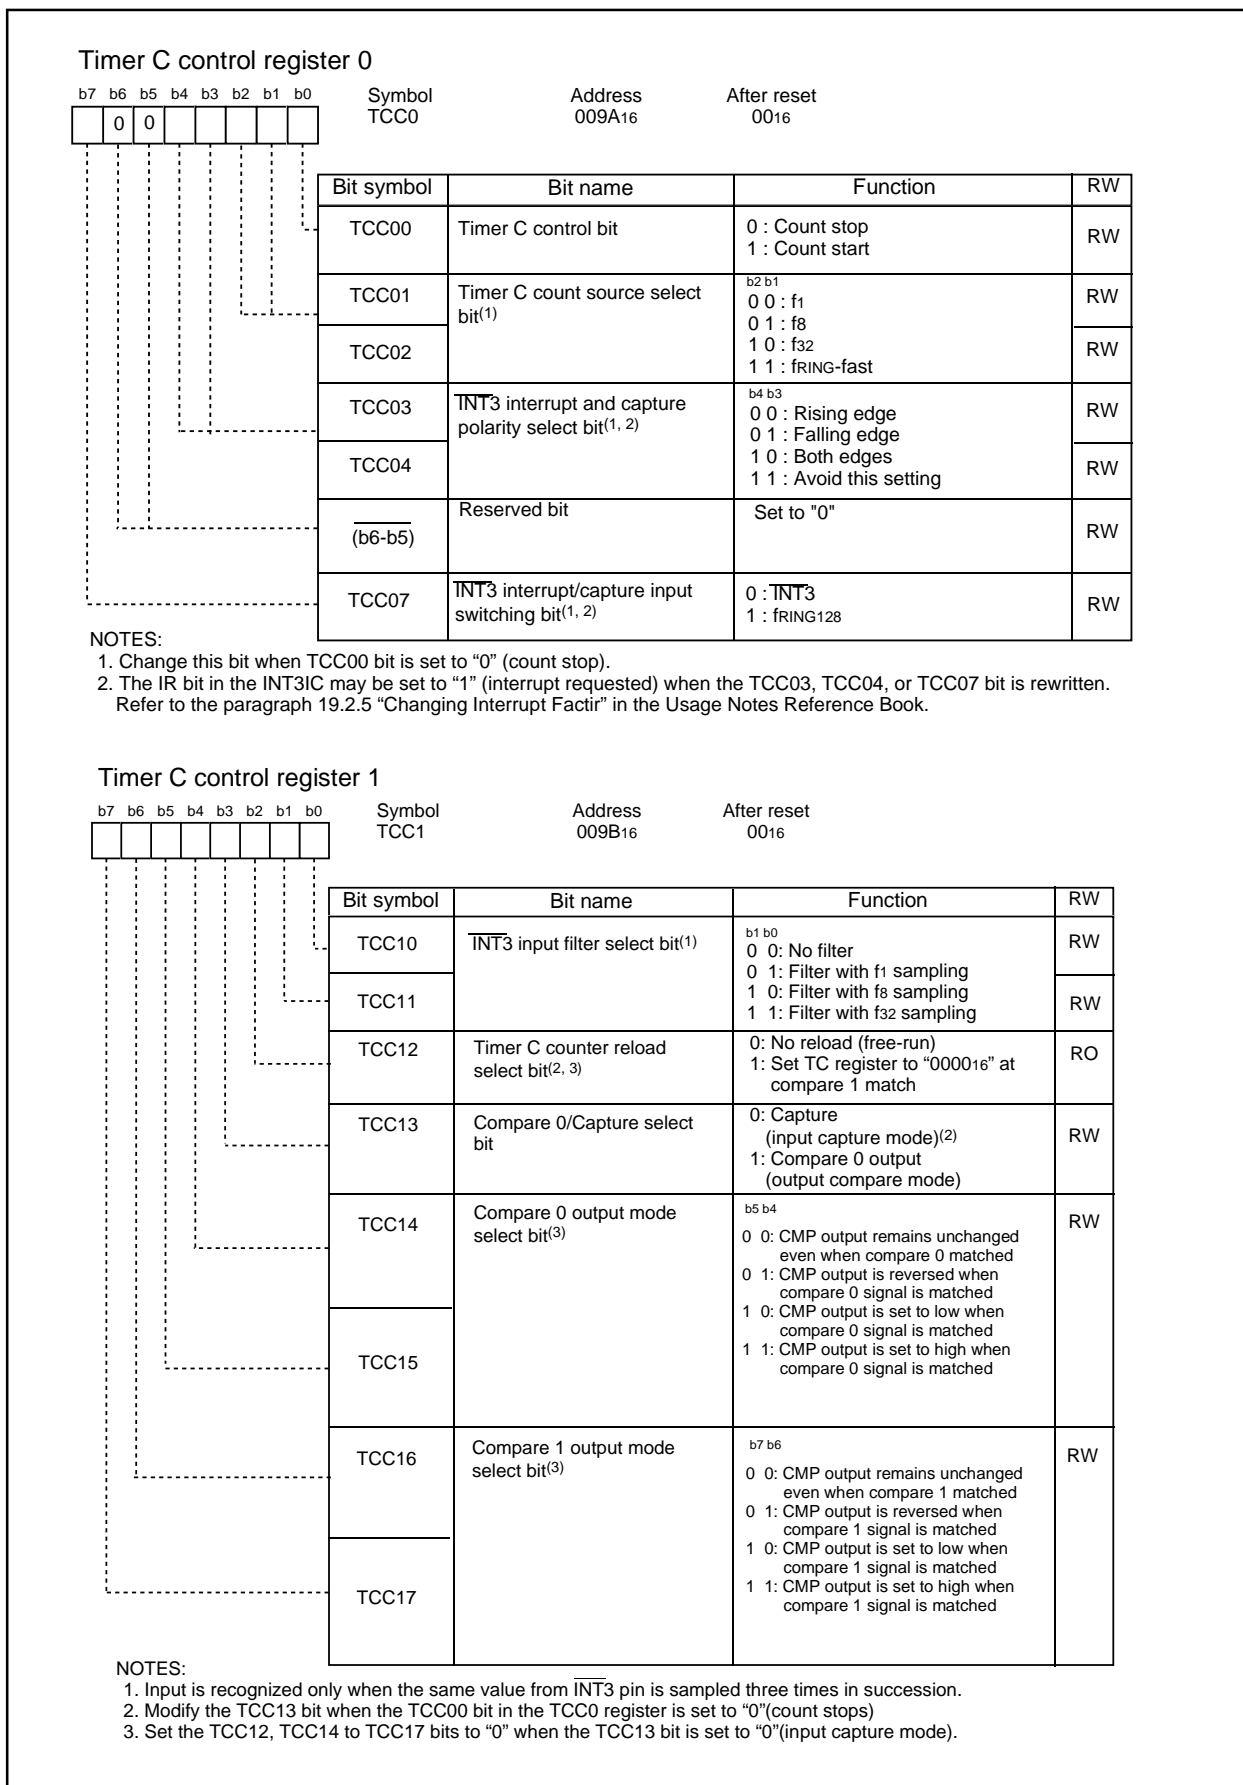 Timer C control register 0
b7 b6 b5 b4 b3 b2 b1 b0
Symbol Address After reset
TCC0 009A16 0016
0 0
Bit symbol Bit name Function RW
TCC00 Timer C control bit 0 : Count stop
1 : Count start
RW
TCC01 Timer C count source select
bit(1)
b2 b1
0 0 : f1
0 1 : f8
1 0 : f32
1 1 : fRING-fast
RW
TCC02 RW
TCC03 INT3 interrupt and capture
polarity select bit(1, 2)
b4 b3
0 0 : Rising edge
0 1 : Falling edge
1 0 : Both edges
1 1 : Avoid this setting
RW
TCC04 RW
(b6-b5) Reserved bit Set to "0" RW
TCC07 INT3 interrupt/capture input
switching bit(1, 2)
0 : INT3
1 : fRING128
RW
NOTES:
1. Change this bit when TCC00 bit is set to “0” (count stop).
2. The IR bit in the INT3IC may be set to “1” (interrupt requested) when the TCC03, TCC04, or TCC07 bit is rewritten.
Refer to the paragraph 19.2.5 “Changing Interrupt Factir” in the Usage Notes Reference Book.
Timer C control register 1
b7 b6 b5 b4 b3 b2 b1 b0
Symbol Address After reset
TCC1 009B16 0016
Bit symbol Bit name Function RW
TCC10 INT3 input filter select bit(1)
b1 b0
0 0: No filter
0 1: Filter with f1 sampling
1 0: Filter with f8 sampling
1 1: Filter with f32 sampling
RW
TCC11 RW
TCC12 Timer C counter reload
select bit(2, 3)
0: No reload (free-run)
1: Set TC register to “000016” at
compare 1 match
RO
TCC13 Compare 0/Capture select
bit
0: Capture
(input capture mode)(2)
1: Compare 0 output
(output compare mode)
RW
TCC14 Compare 0 output mode
select bit(3)
b5 b4
0 0: CMP output remains unchanged
even when compare 0 matched
0 1: CMP output is reversed when
compare 0 signal is matched
1 0: CMP output is set to low when
compare 0 signal is matched
1 1: CMP output is set to high when
compare 0 signal is matched
RW
TCC15
TCC16 Compare 1 output mode
select bit(3)
b7 b6
0 0: CMP output remains unchanged
even when compare 1 matched
0 1: CMP output is reversed when
compare 1 signal is matched
1 0: CMP output is set to low when
compare 1 signal is matched
1 1: CMP output is set to high when
compare 1 signal is matched
RW
TCC17
NOTES:
1. Input is recognized only when the same value from INT3 pin is sampled three times in succession.
2. Modify the TCC13 bit when the TCC00 bit in the TCC0 register is set to “0”(count stops)
3. Set the TCC12, TCC14 to TCC17 bits to “0” when the TCC13 bit is set to “0”(input capture mode).